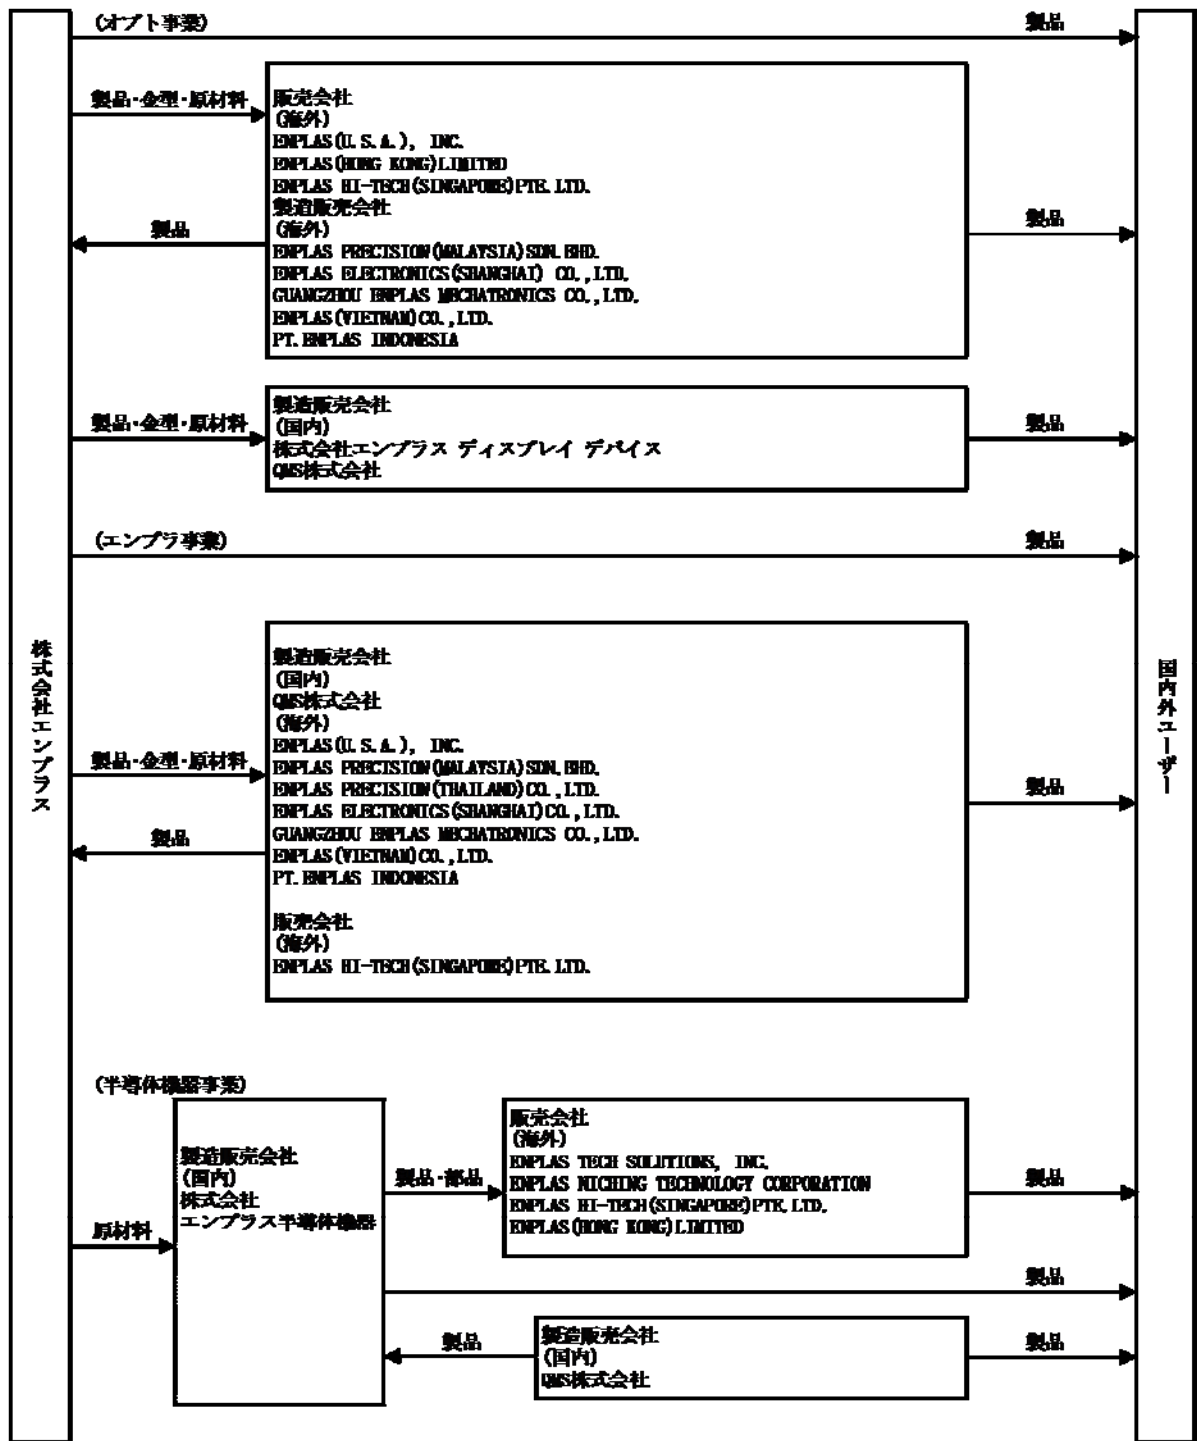 (オプト事業)
製品
製品・金型・原材料
販売会社
(海外)
ENPLAS(U.S.A.), INC.
ENPLAS(HONG KONG)LIMITED
ENPLAS HI-TECH(SINGAPORE)PTE.LTD.
製造販売会社
(海外)
ENPLAS PRECISION(MALAYSIA)SDN.BHD.
ENPLAS ELECTRONICS(SHANGHAI) CO.,LTD.
GUANGZHOU ENPLAS MECHATRONICS CO.,LTD.
ENPLAS(VIETNAM)CO.,LTD.
PT.ENPLAS INDONESIA
製品
製品
製品・金型・原材料
製造販売会社
(国内)
株式会社エンプラス ディスプレイ デバイス
QMS株式会社
製品
(エンプラ事業)
製品
株式会社エンプラス
国内外ユーザー
製造販売会社
(国内)
QMS株式会社
(海外)
ENPLAS(U.S.A.), INC.
ENPLAS PRECISION(MALAYSIA)SDN.BHD.
ENPLAS PRECISION(THAILAND)CO.,LTD.
ENPLAS ELECTRONICS(SHANGHAI)CO.,LTD.
GUANGZHOU ENPLAS MECHATRONICS CO.,LTD.
ENPLAS(VIETNAM)CO.,LTD.
PT.ENPLAS INDONESIA
販売会社
(海外)
ENPLAS HI-TECH(SINGAPORE)PTE.LTD.
製品・金型・原材料
製品
製品
(半導体機器事業)
原材料
製造販売会社
(国内)
株式会社
エンプラス半導体機器
製品・部品
販売会社
(海外)
ENPLAS TECH SOLUTIONS, INC.
ENPLAS NICHING TECHNOLOGY CORPORATION
ENPLAS HI-TECH(SINGAPORE)PTE.LTD.
ENPLAS(HONG KONG)LIMITED
製品
製品
製品
製造販売会社
(国内)
QMS株式会社
製品